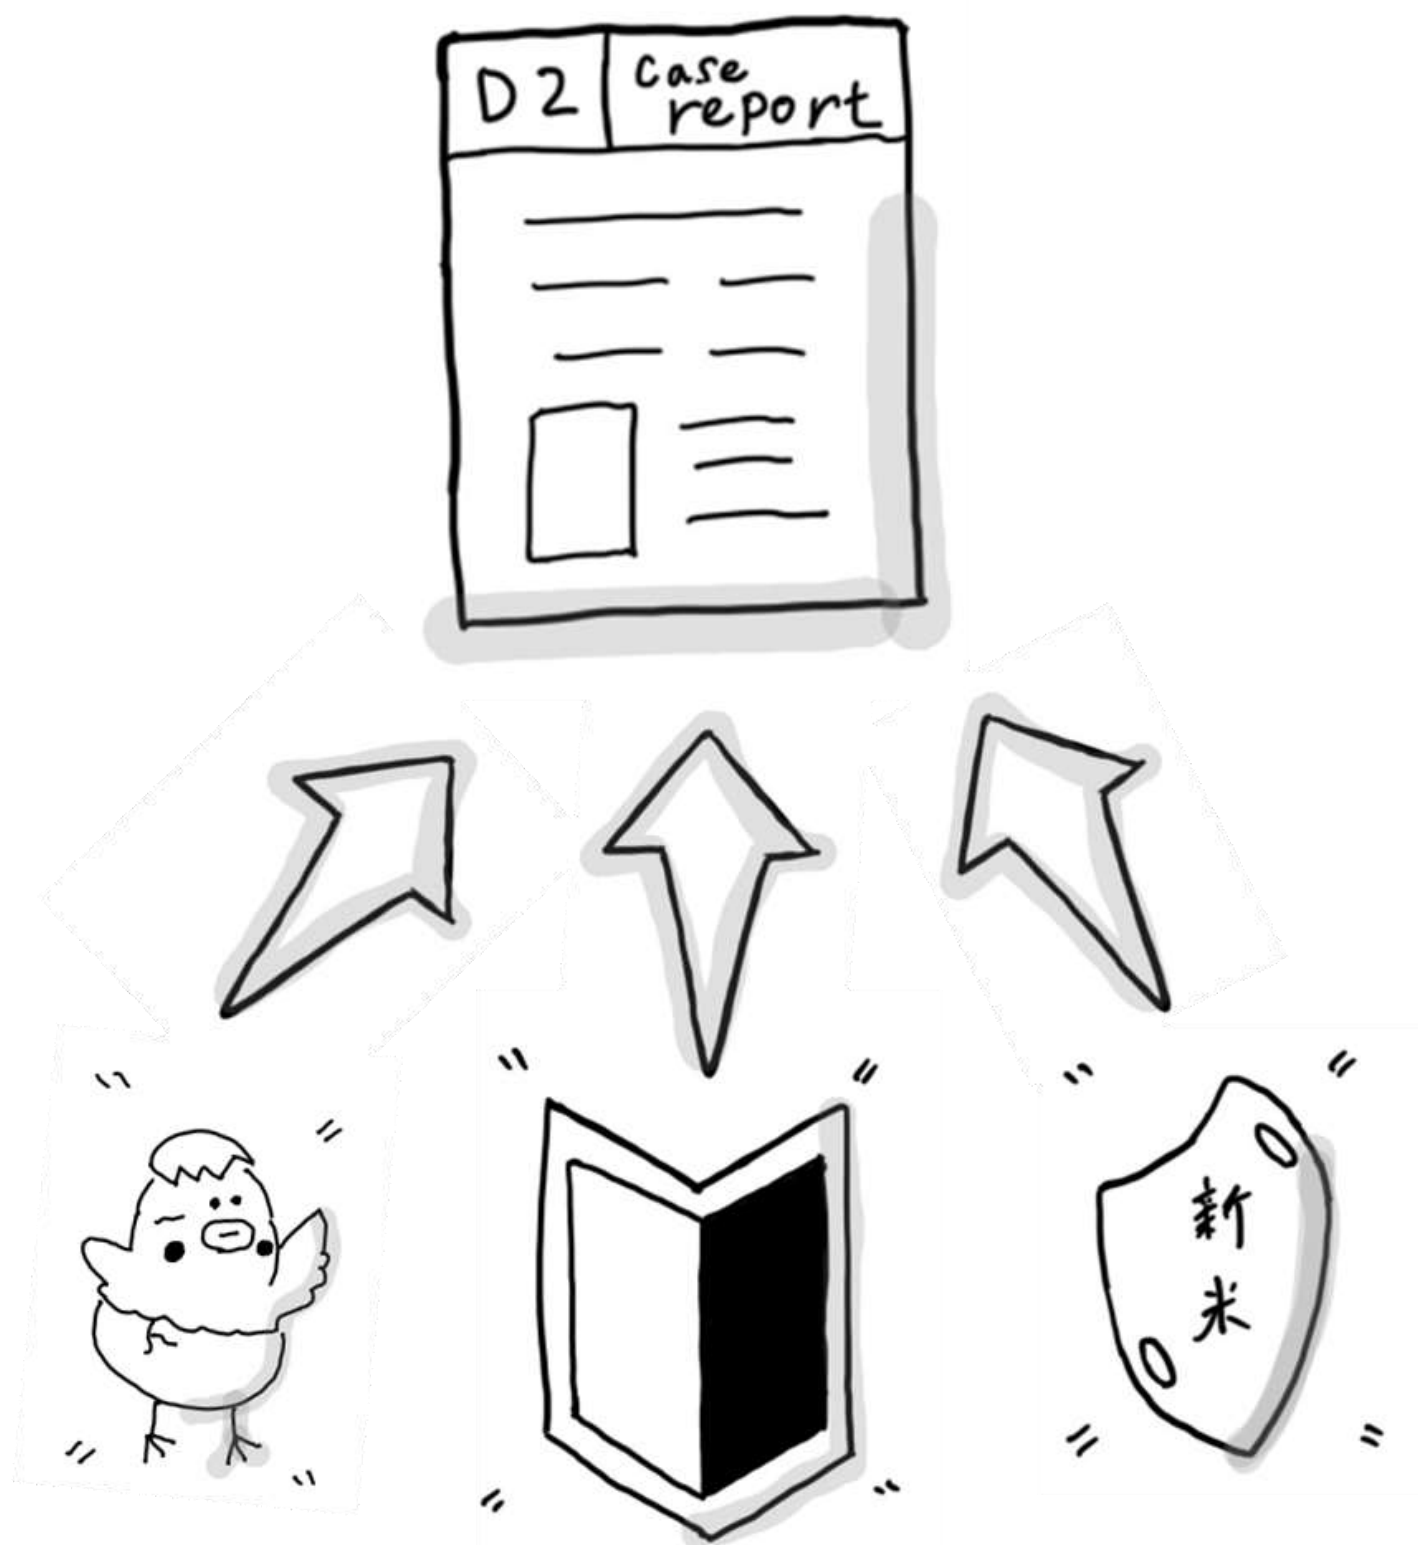 D2
case
report
新
米